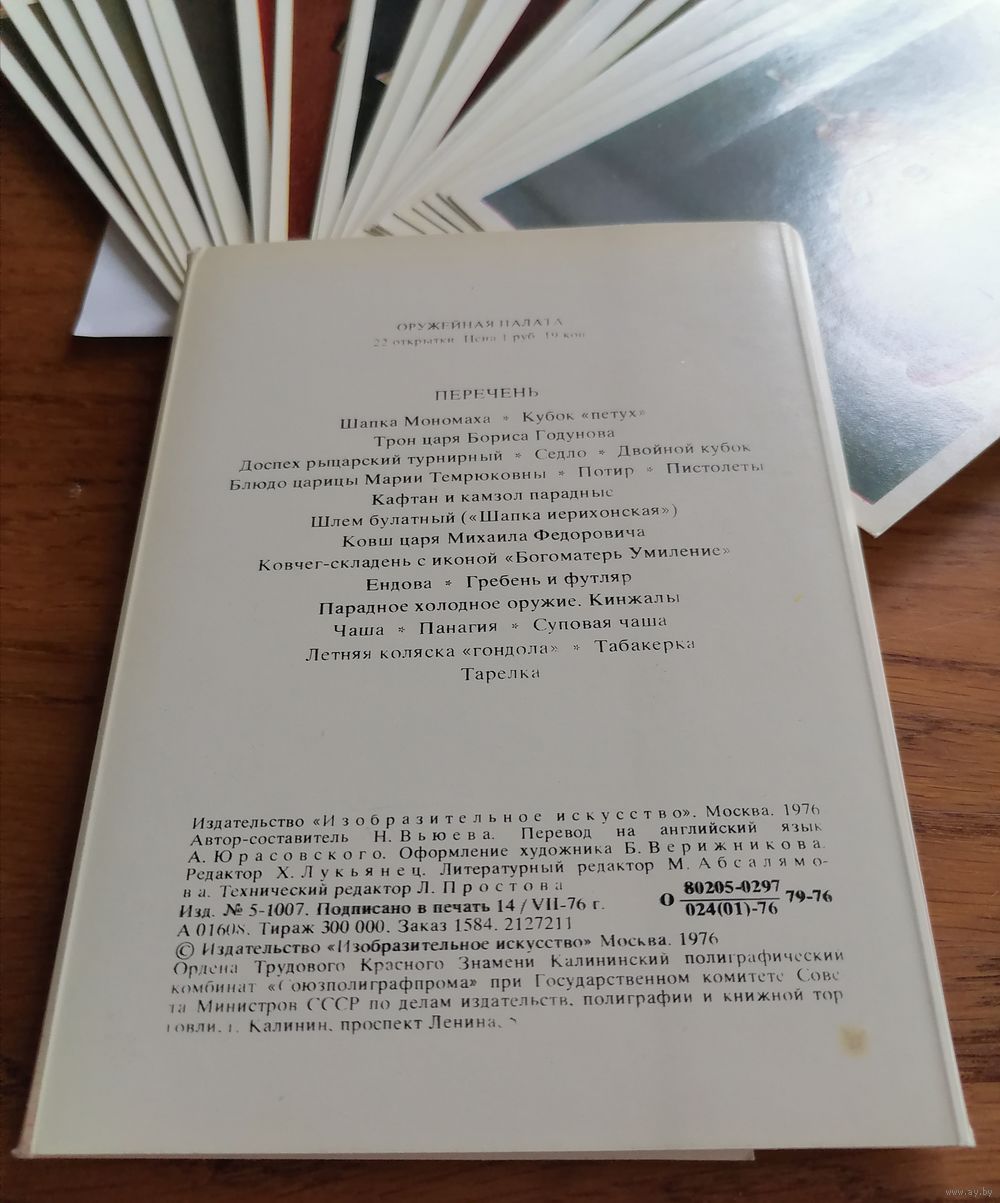 ОРУЖЕЙНАЯ ПАЛАТА
22 открытки. Цена 1 руб. 19 коп
ПЕРЕЧЕНЬ
Шапка Мономаха * Кубок «петух»
Трон царя Бориса Годунова
Доспех рыцарский турнирный * Седло * Двойной кубок
Блюдо царицы Марии Темрюковны * Потир * Пистолеты
Кафтан и камзол парадные
Шлем булатный («Шапка иерихонская»)
Ковш царя Михаила Федоровича
Ковчег-складень с иконой «Богоматерь Умиление»
Ендова * Гребень и футляр
Парадное холодное оружие. Кинжалы
Чаша * Панагия * Суповая чаша
Летняя коляска «гондола» * Табакерка
Тарелка
Издательство «Изобразительное искусство». Москва. 1976
Автор-составитель Н. Вьюева. Перевод на английский язык
А. Юрасовского. Оформление художника Б. Верижникова.
Редактор Х. Лукьянец. Литературный редактор М. Абсалямо-
ва. Технический редактор Л. Простова
Изд. № 5-1007. Подписано в печать 14/VII-76 г.
А 01608. Тираж 300 000. Заказ 1584. 2127211
О 80205-0297 / 024(01)-76 79-76
© Издательство «Изобразительное искусство» Москва. 1976
Ордена Трудового Красного Знамени Калининский полиграфический
комбинат «Союзполиграфпрома» при Государственном комитете Сове
та Министров СССР по делам издательств, полиграфии и книжной тор
говли. г. Калинин, проспект Ленина,
www.ay.by